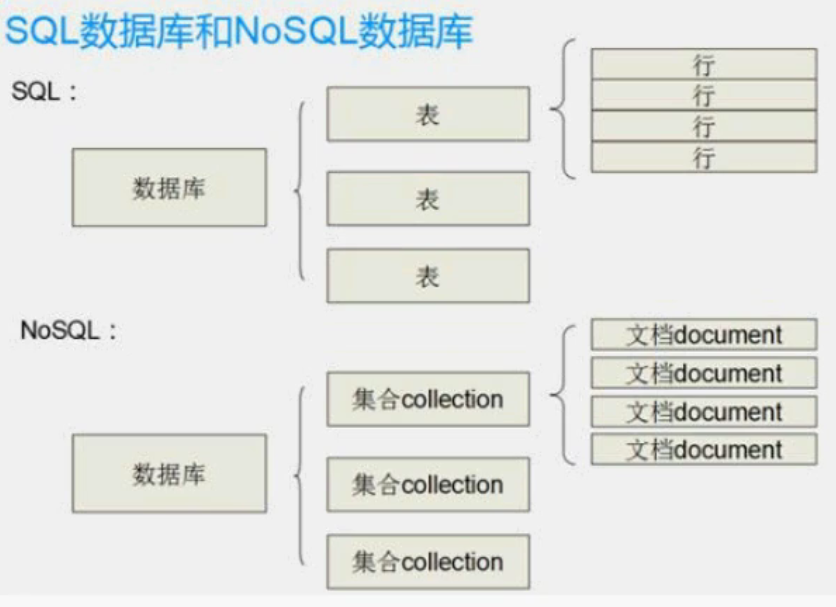 SQL数据库和NoSQL数据库
SQL：
数据库
表
表
表
行
行
行
行
NoSQL：
数据库
集合collection
集合collection
集合collection
文档document
文档document
文档document
文档document